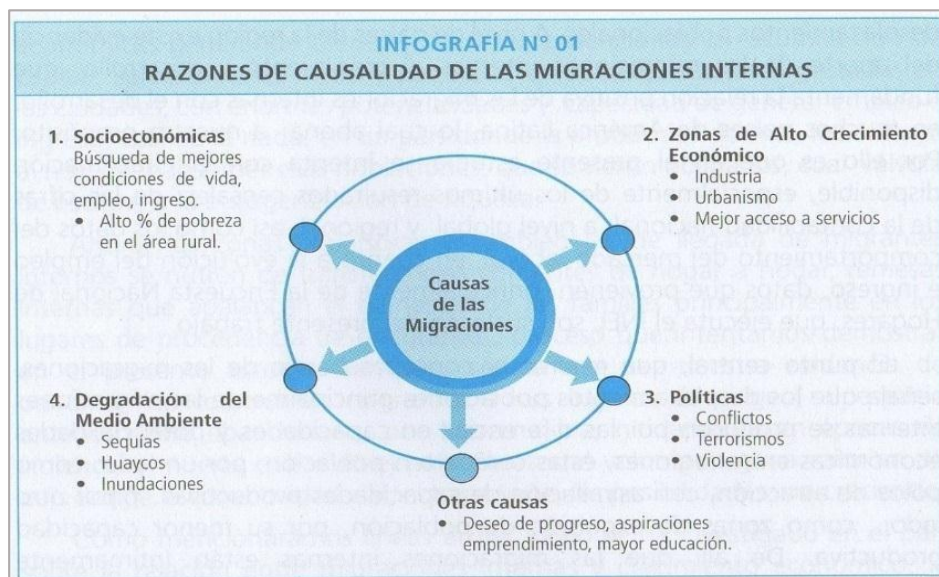 INFOGRAFÍA N° 01
RAZONES DE CAUSALIDAD DE LAS MIGRACIONES INTERNAS
1. Socioeconómicas
Búsqueda de mejores
condiciones de vida,
empleo, ingreso.
• Alto % de pobreza
en el área rural.
2. Zonas de Alto Crecimiento
Económico
• Industria
• Urbanismo
• Mejor acceso a servicios
Causas
de las
Migraciones
4. Degradación del
Medio ambiente
• Sequías
• Huaycos
• Inundaciones
3. Políticas
• Conflictos
• Terrorismos
• Violencia
Otras causas
• Deseo de progreso, aspiraciones
emprendimiento, mayor educación.